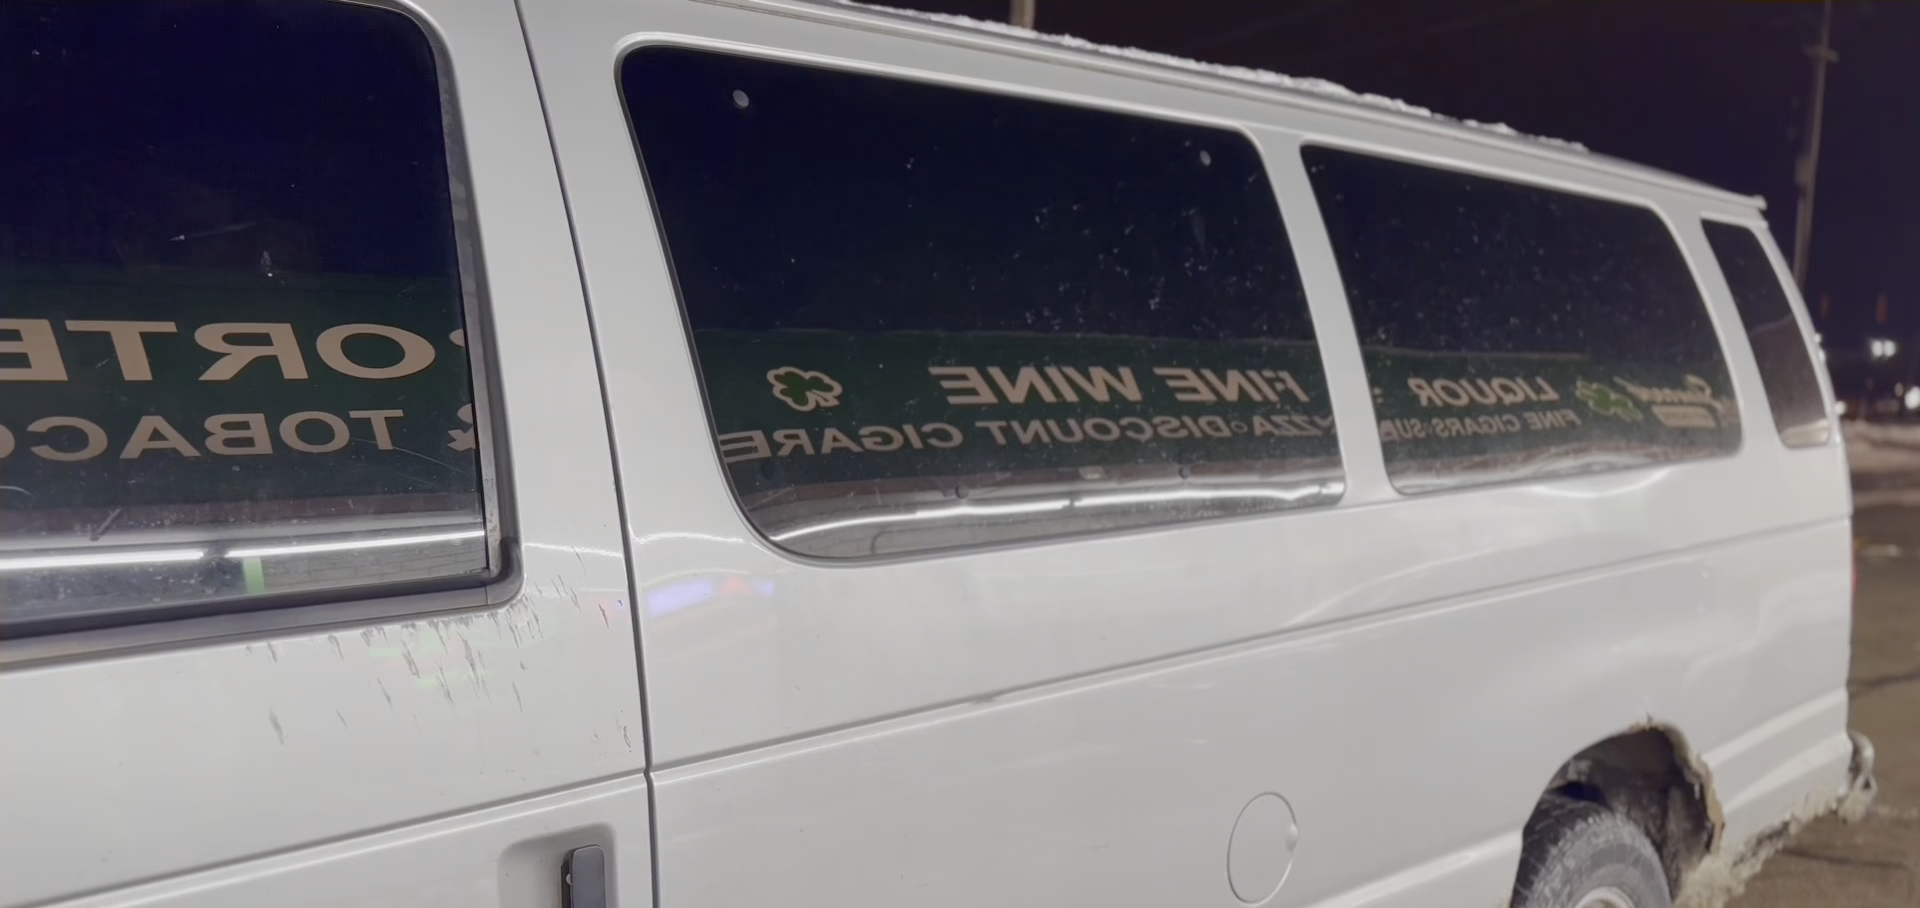 ORTE
& TOBACC
FINE WINE
ZZA·DISCOUNT CIGARE
LIQUOR
FINE CIGARS·SUB